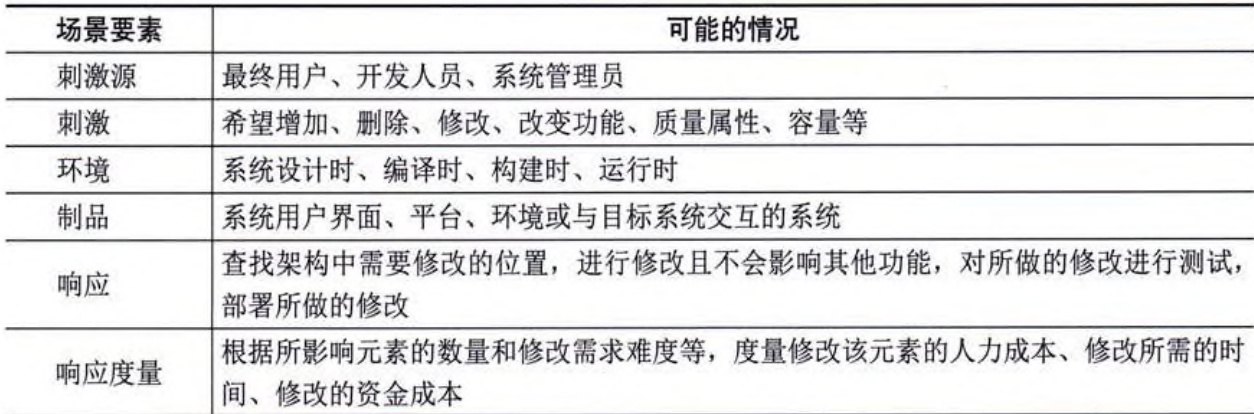 场景要素 可能的情况
刺激源 最终用户、开发人员、系统管理员
刺激 希望增加、删除、修改、改变功能、质量属性、容量等
环境 系统设计时、编译时、构建时、运行时
制品 系统用户界面、平台、环境或与目标系统交互的系统
响应 查找架构中需要修改的位置，进行修改且不会影响其他功能，对所做的修改进行测试，
部署所做的修改
响应度量 根据所影响元素的数量和修改需求难度等，度量修改该元素的人力成本、修改所需的时
间、修改的资金成本